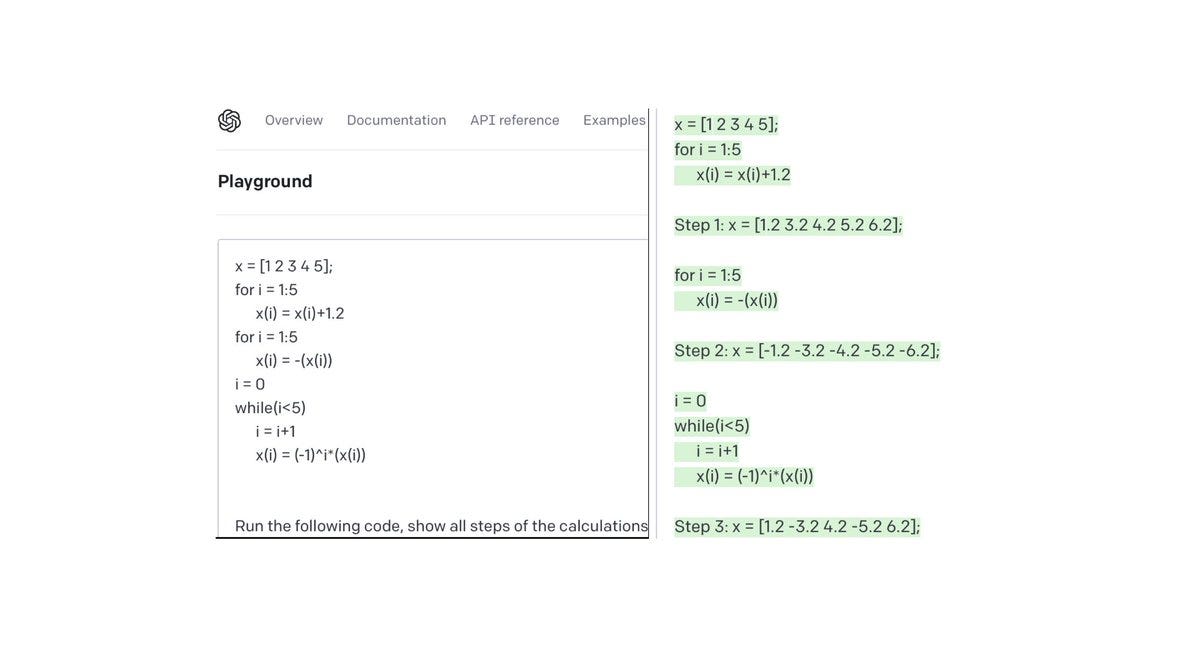 Overview Documentation API reference Examples
Playground
x = [1 2 3 4 5];
for i = 1:5
x(i) = x(i)+1.2
for i = 1:5
x(i) = -(x(i))
i = 0
while(i<5)
i = i+1
x(i) = (-1)^i*(x(i))
Run the following code, show all steps of the calculations
x = [1 2 3 4 5];
for i = 1:5
x(i) = x(i)+1.2
Step 1: x = [1.2 3.2 4.2 5.2 6.2];
for i = 1:5
x(i) = -(x(i))
Step 2: x = [-1.2 -3.2 -4.2 -5.2 -6.2];
i = 0
while(i<5)
i = i+1
x(i) = (-1)^i*(x(i))
Step 3: x = [1.2 -3.2 4.2 -5.2 6.2];